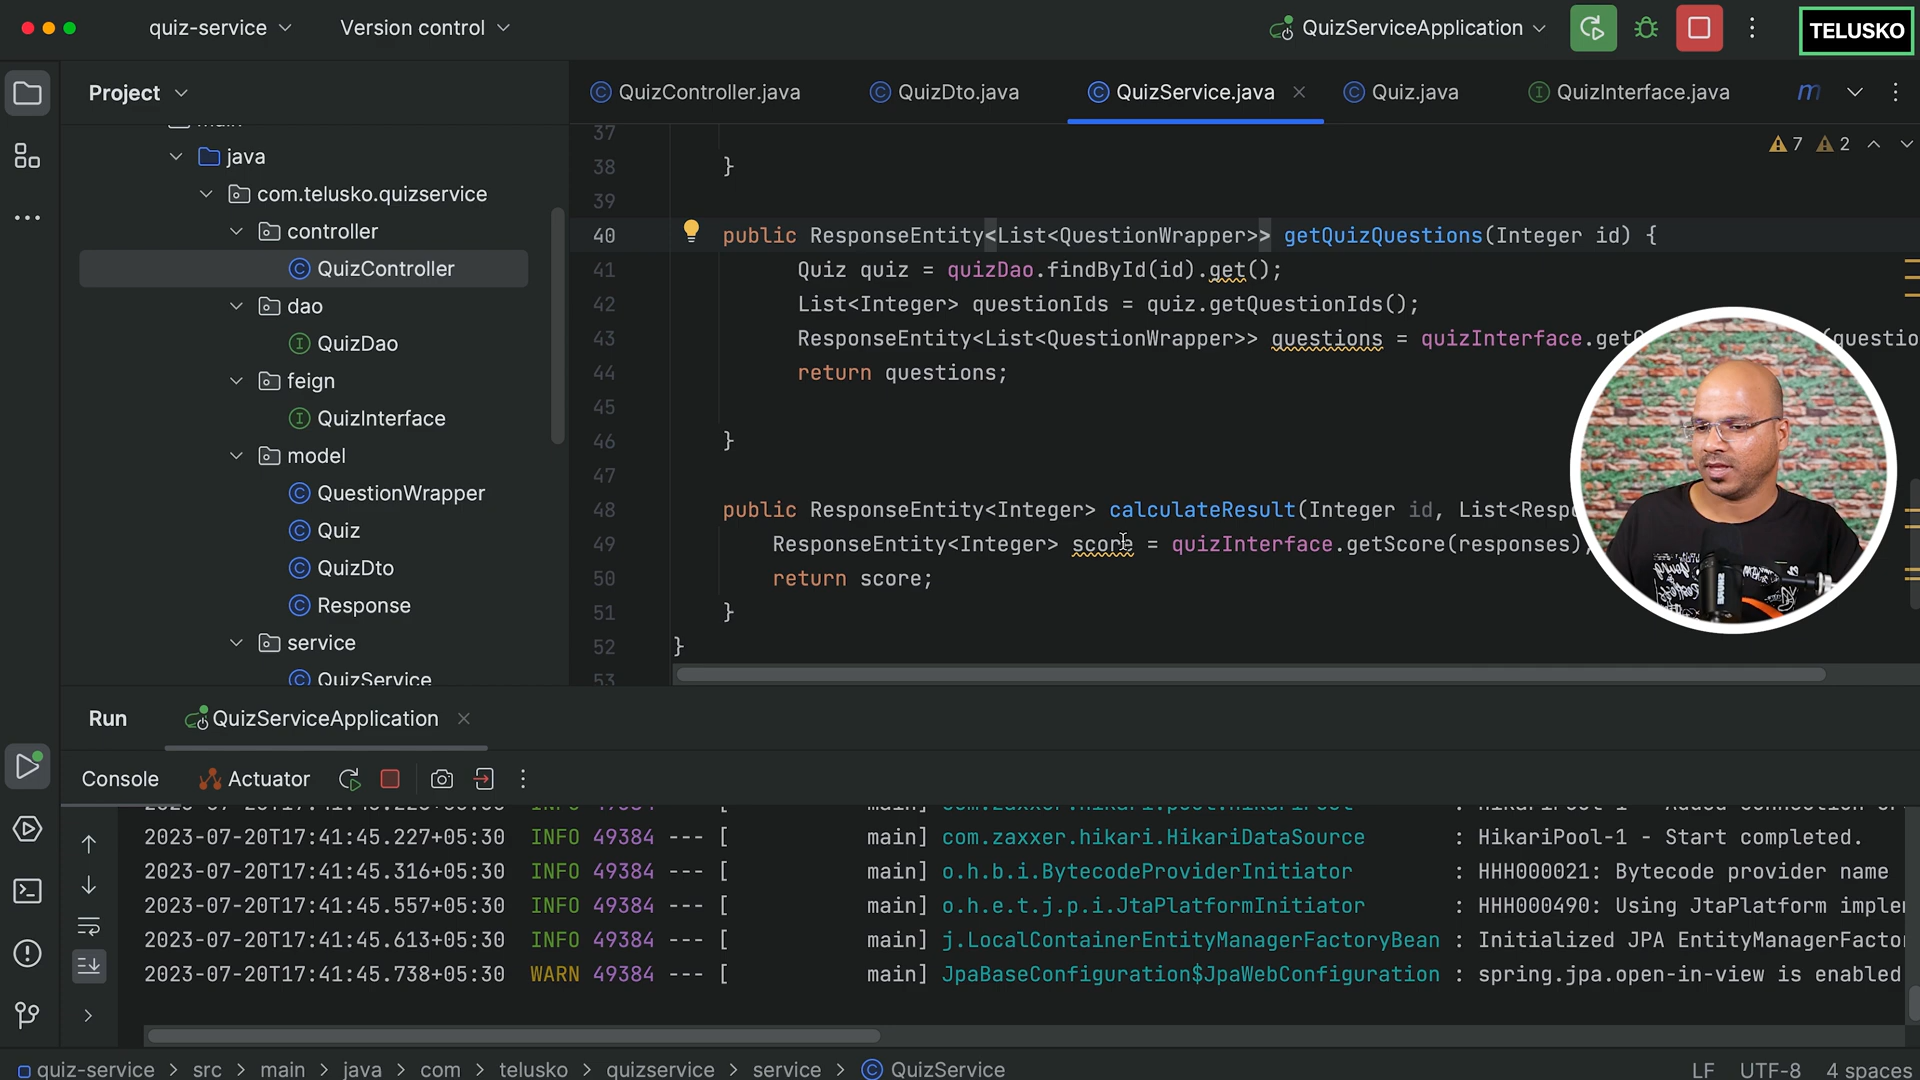 quiz-service
Version control
QuizServiceApplication
TELUSKO
Project
QuizController.java
QuizDto.java
QuizService.java
Quiz.java
QuizInterface.java
m
main
java
com.telusko.quizservice
controller
QuizController
dao
QuizDao
feign
QuizInterface
model
QuestionWrapper
Quiz
QuizDto
Response
service
QuizService
7
2
37
38 }
39
40 public ResponseEntity<List<QuestionWrapper>> getQuizQuestions(Integer id) {
41 Quiz quiz = quizDao.findById(id).get();
42 List<Integer> questionIds = quiz.getQuestionIds();
43 ResponseEntity<List<QuestionWrapper>> questions = quizInterface.get (questio
44 return questions;
45
46 }
47
48 public ResponseEntity<Integer> calculateResult(Integer id, List<Resp
49 ResponseEntity<Integer> score = quizInterface.getScore(responses);
50 return score;
51 }
52 }
53
Run
QuizServiceApplication
Console
Actuator
2023-07-20T17:41:45.227+05:30 INFO 49384 --- [ main] com.zaxxer.hikari.HikariDataSource : HikariPool-1 - Start completed.
2023-07-20T17:41:45.316+05:30 INFO 49384 --- [ main] o.h.b.i.BytecodeProviderInitiator : HHH000021: Bytecode provider name
2023-07-20T17:41:45.557+05:30 INFO 49384 --- [ main] o.h.e.t.j.p.i.JtaPlatformInitiator : HHH000490: Using JtaPlatform imple
2023-07-20T17:41:45.613+05:30 INFO 49384 --- [ main] j.LocalContainerEntityManagerFactoryBean : Initialized JPA EntityManagerFacto
2023-07-20T17:41:45.738+05:30 WARN 49384 --- [ main] JpaBaseConfiguration$JpaWebConfiguration : spring.jpa.open-in-view is enabled
quiz-service > src > main > java > com > telusko > quizservice > service > QuizService
LF UTF-8 4 spaces